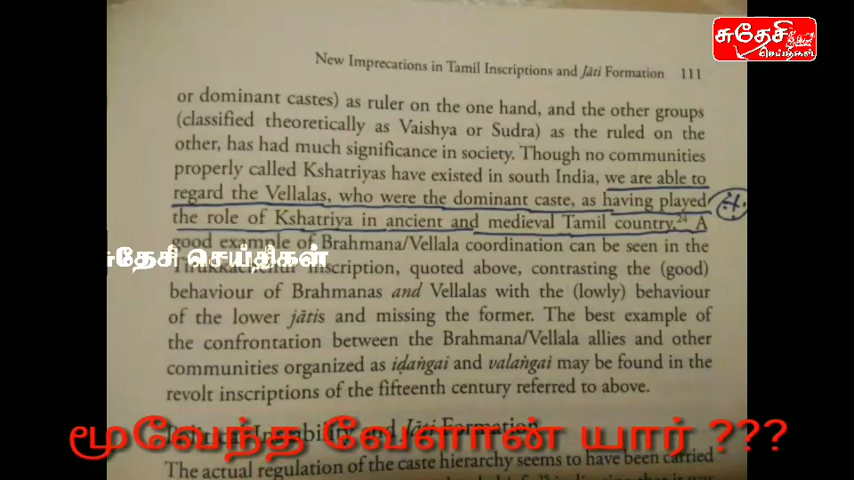 சுதேசி
செய்திகள்
New Imprecations in Tamil Inscriptions and Jāti Formation 111
or dominant castes) as ruler on the one hand, and the other groups
(classified theoretically as Vaishya or Sudra) as the ruled on the
other, has had much significance in society. Though no communities
properly called Kshatriyas have existed in south India, we are able to
regard the Vellalas, who were the dominant caste, as having played
the role of Kshatriya in ancient and medieval Tamil country.24 A
good example of Brahmana/Vellala coordination can be seen in the
சுதேசி செய்திகள்
inscription, quoted above, contrasting the (good)
behaviour of Brahmanas and Vellalas with the (lowly) behaviour
of the lower jātis and missing the former. The best example of
the confrontation between the Brahmana/Vellala allies and other
communities organized as iḍaṅgai and valaṅgai may be found in the
revolt inscriptions of the fifteenth century referred to above.
and Jāti Formation
மூவேந்த வேளான் யார் ???
The actual regulation of the caste hierarchy seems to have been carried